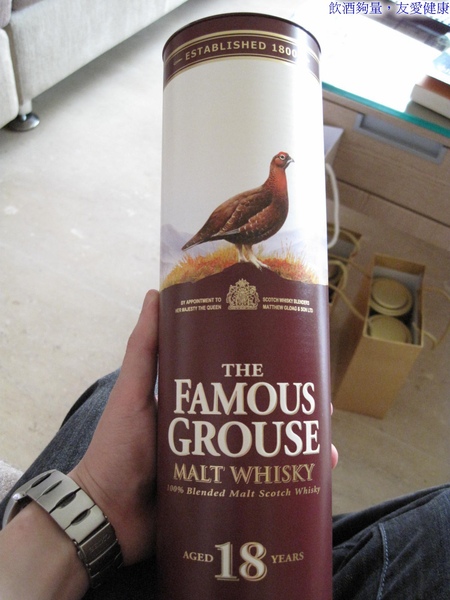 飲酒夠量，友愛健康
ESTABLISHED 1800
BY APPOINTMENT TO
HER MAJESTY THE QUEEN
SCOTCH WHISKY BLENDERS
MATTHEW GLOAG & SON LTD
THE
FAMOUS
GROUSE
MALT WHISKY
100% Blended Malt Scotch Whisky
AGED 18 YEARS